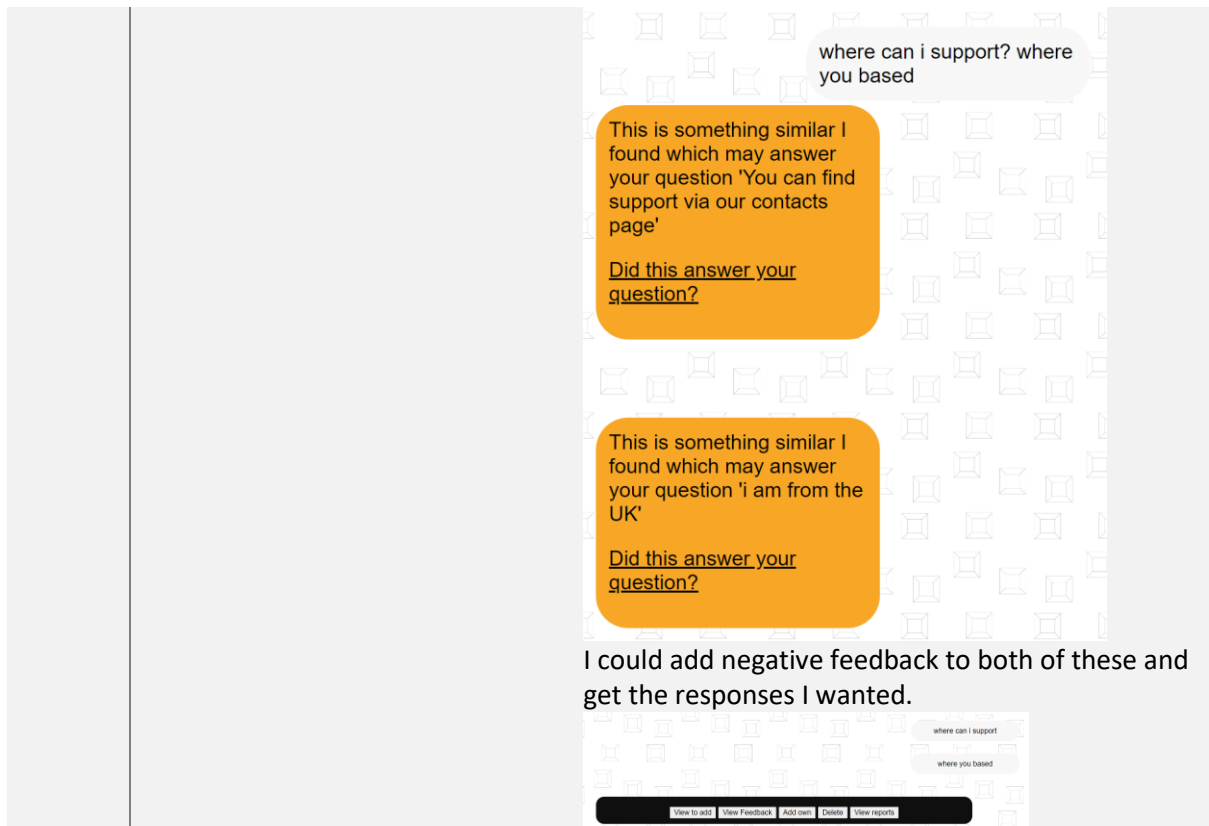 where can i support? where
you based
This is something similar I
found which may answer
your question 'You can find
support via our contacts
page'
Did this answer your
question?
This is something similar I
found which may answer
your question 'i am from the
UK'
Did this answer your
question?
I could add negative feedback to both of these and
get the responses I wanted.
where can i support
where you based
View to add View Feedback Add own Delete View reports